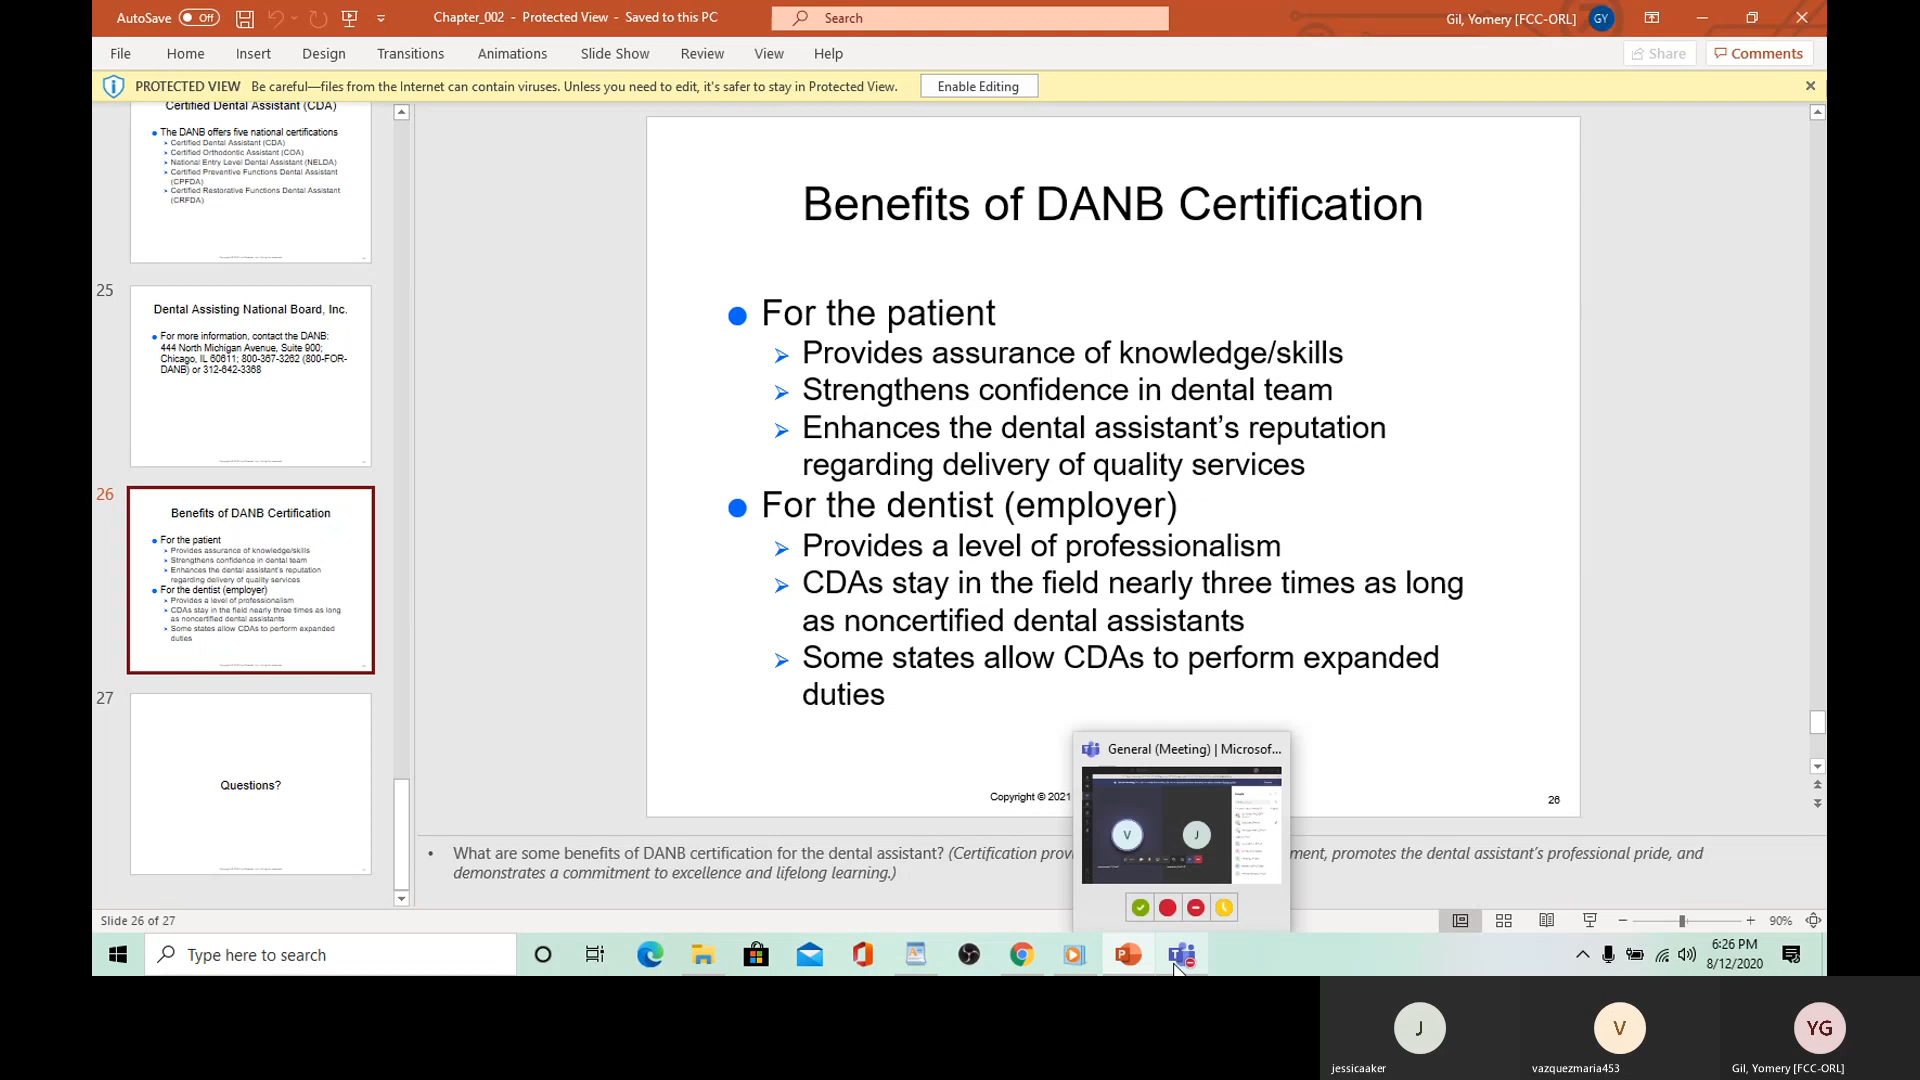 AutoSave Off
Chapter_002 - Protected View - Saved to this PC
Search
Gil, Yomery [FCC-ORL] GY
File Home Insert Design Transitions Animations Slide Show Review View Help
Share Comments
PROTECTED VIEW Be careful—files from the Internet can contain viruses. Unless you need to edit, it's safer to stay in Protected View.
Enable Editing
Certified Dental Assistant (CDA)
The DANB offers five national certifications
Certified Dental Assistant (CDA)
Certified Orthodontic Assistant (COA)
National Entry Level Dental Assistant (NELDA)
Certified Preventive Functions Dental Assistant
(CPFDA)
Certified Restorative Functions Dental Assistant
(CRFDA)
25
Dental Assisting National Board, Inc.
For more information, contact the DANB:
444 North Michigan Avenue, Suite 900;
Chicago, IL 60611; 800-367-3262 (800-FOR-
DANB) or 312-642-3368
26
Benefits of DANB Certification
For the patient
Provides assurance of knowledge/skills
Strengthens confidence in dental team
Enhances the dental assistant's reputation
regarding delivery of quality services
For the dentist (employer)
Provides a level of professionalism
CDAs stay in the field nearly three times as long
as noncertified dental assistants
Some states allow CDAs to perform expanded
duties
27
Questions?
Benefits of DANB Certification
For the patient
Provides assurance of knowledge/skills
Strengthens confidence in dental team
Enhances the dental assistant’s reputation
regarding delivery of quality services
For the dentist (employer)
Provides a level of professionalism
CDAs stay in the field nearly three times as long
as noncertified dental assistants
Some states allow CDAs to perform expanded
duties
Copyright © 2021
26
General (Meeting) | Microsof...
V J
What are some benefits of DANB certification for the dental assistant? (Certification prov ment, promotes the dental assistant's professional pride, and
demonstrates a commitment to excellence and lifelong learning.)
Slide 26 of 27
90%
Type here to search
6:26 PM
8/12/2020
J V YG
jessicaaker vazquezmaria453 Gil, Yomery [FCC-ORL]